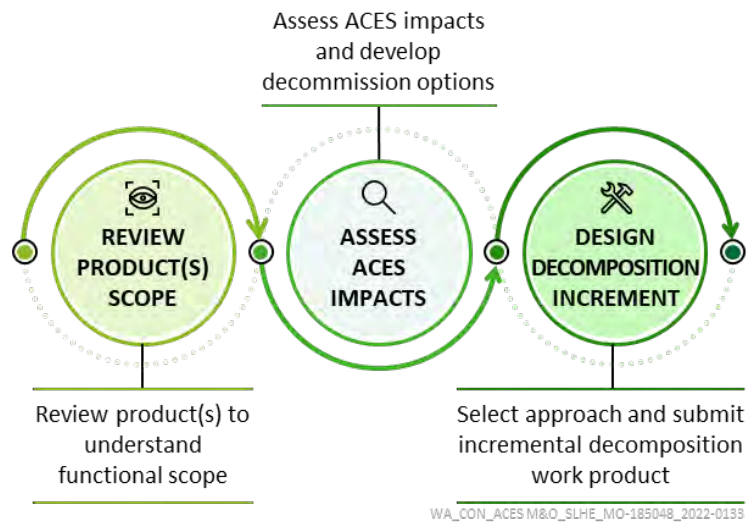 Assess ACES impacts
and develop
decommission options
REVIEW
PRODUCT(S)
SCOPE
ASSESS
ACES
IMPACTS
DESIGN
DECOMPOSITION
INCREMENT
Review product(s) to
understand
functional scope
Select approach and submit
incremental decomposition
work product
WA_CON_ACES M&O_SLHE_MO-185048_2022-0133